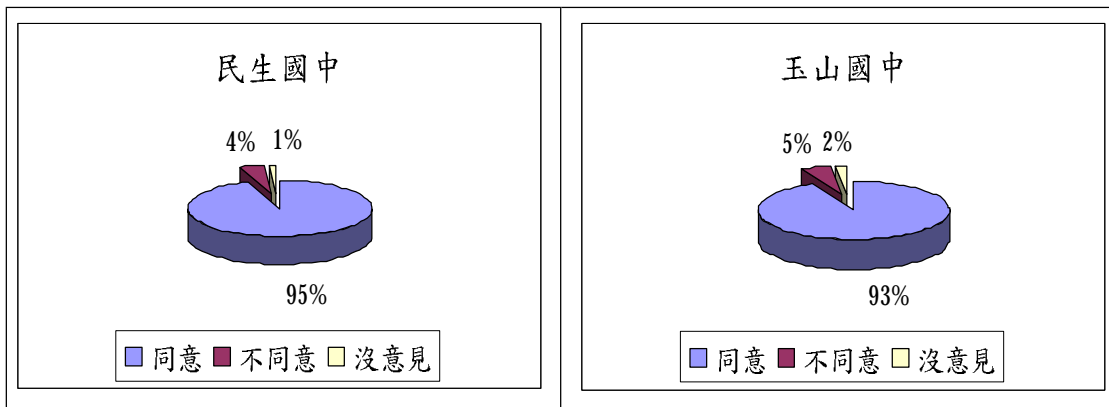 民生國中
4% 1%
95%
同意 不同意 沒意見
玉山國中
5% 2%
93%
同意 不同意 沒意見